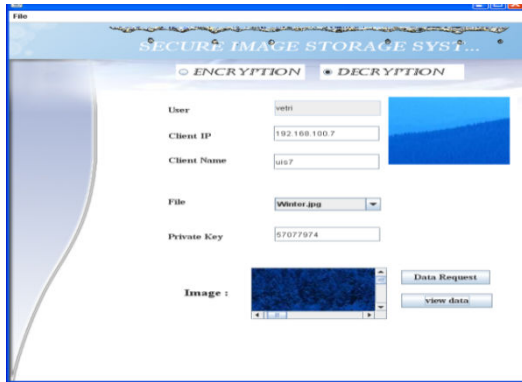 File
SECURE IMAGE STORAGE SYST...
ENCRYPTION DECRYPTION
User vetri
Client IP 192.168.100.7
Client Name uis7
File Winter.jpg
Private Key 57077974
Image :
Data Request
view data